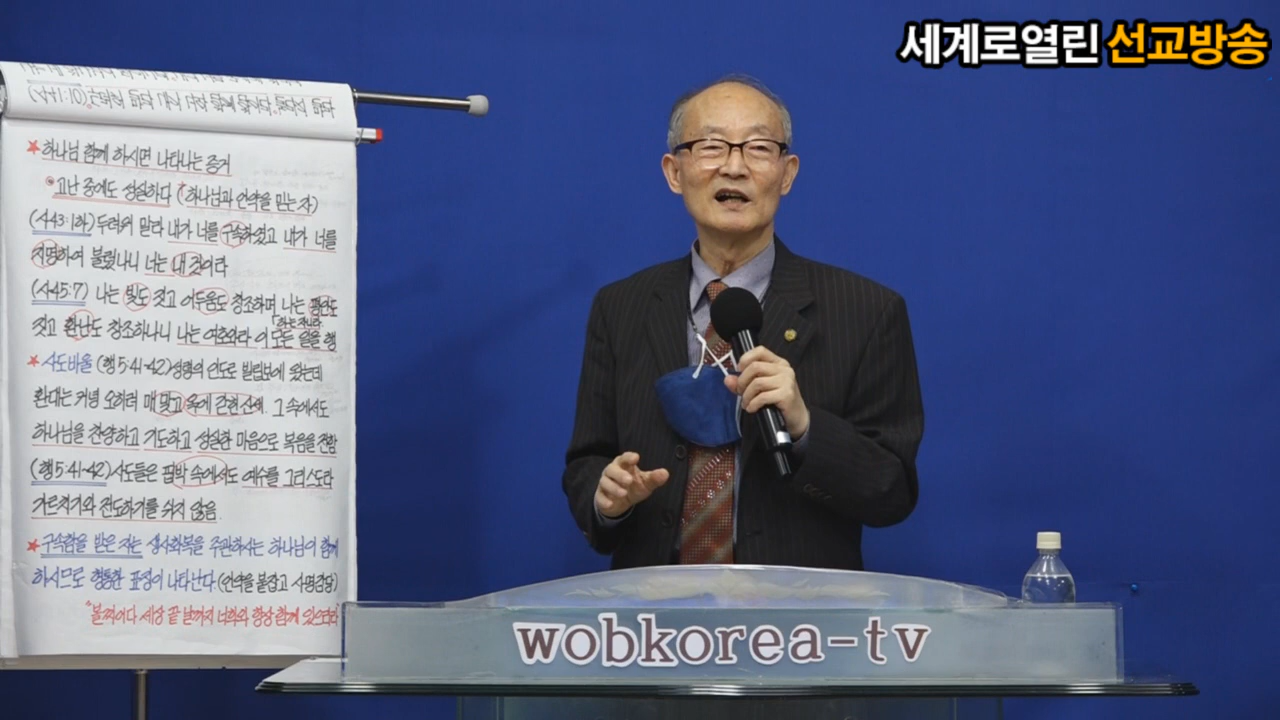 세계로열린 선교방송
★하나님 함께 하시면 나타나는 증거
고난 중에도 성실하다 (하나님과 언약을 믿는 자)
(사43:1하) 두려워 말라 내가 너를 구속하였고 내가 너를
지명하여 불렀나니 너는 내 것이라
(사45:7) 나는 빛도 짓고 어두움도 창조하며 나는 평안도
짓고 환난도 창조하나니 나는 여호와라 이 모든 일을 행
하는 자니라
★ 사도바울 (행5:41-42)성령의 인도로 빌립보에 왔는데
환대는 커녕 오히려 매 맞고 옥에 갇힌 신세. 그 속에서도
하나님을 찬양하고 기도하고 성실한 마음으로 복음을 전함
(행5:41-42)사도들은 핍박 속에서도 예수를 그리스도라
가르치기와 전도하기를 쉬지 않음
★구속함을 받은 자는 생사화복을 주관하시는 하나님이 함께
하시므로 형통한 표징이 나타난다.(언약을 붙잡고 사명감당)
"볼찌어다 세상 끝 날까지 너희와 항상 함께 있으리라"
wobkorea-tv